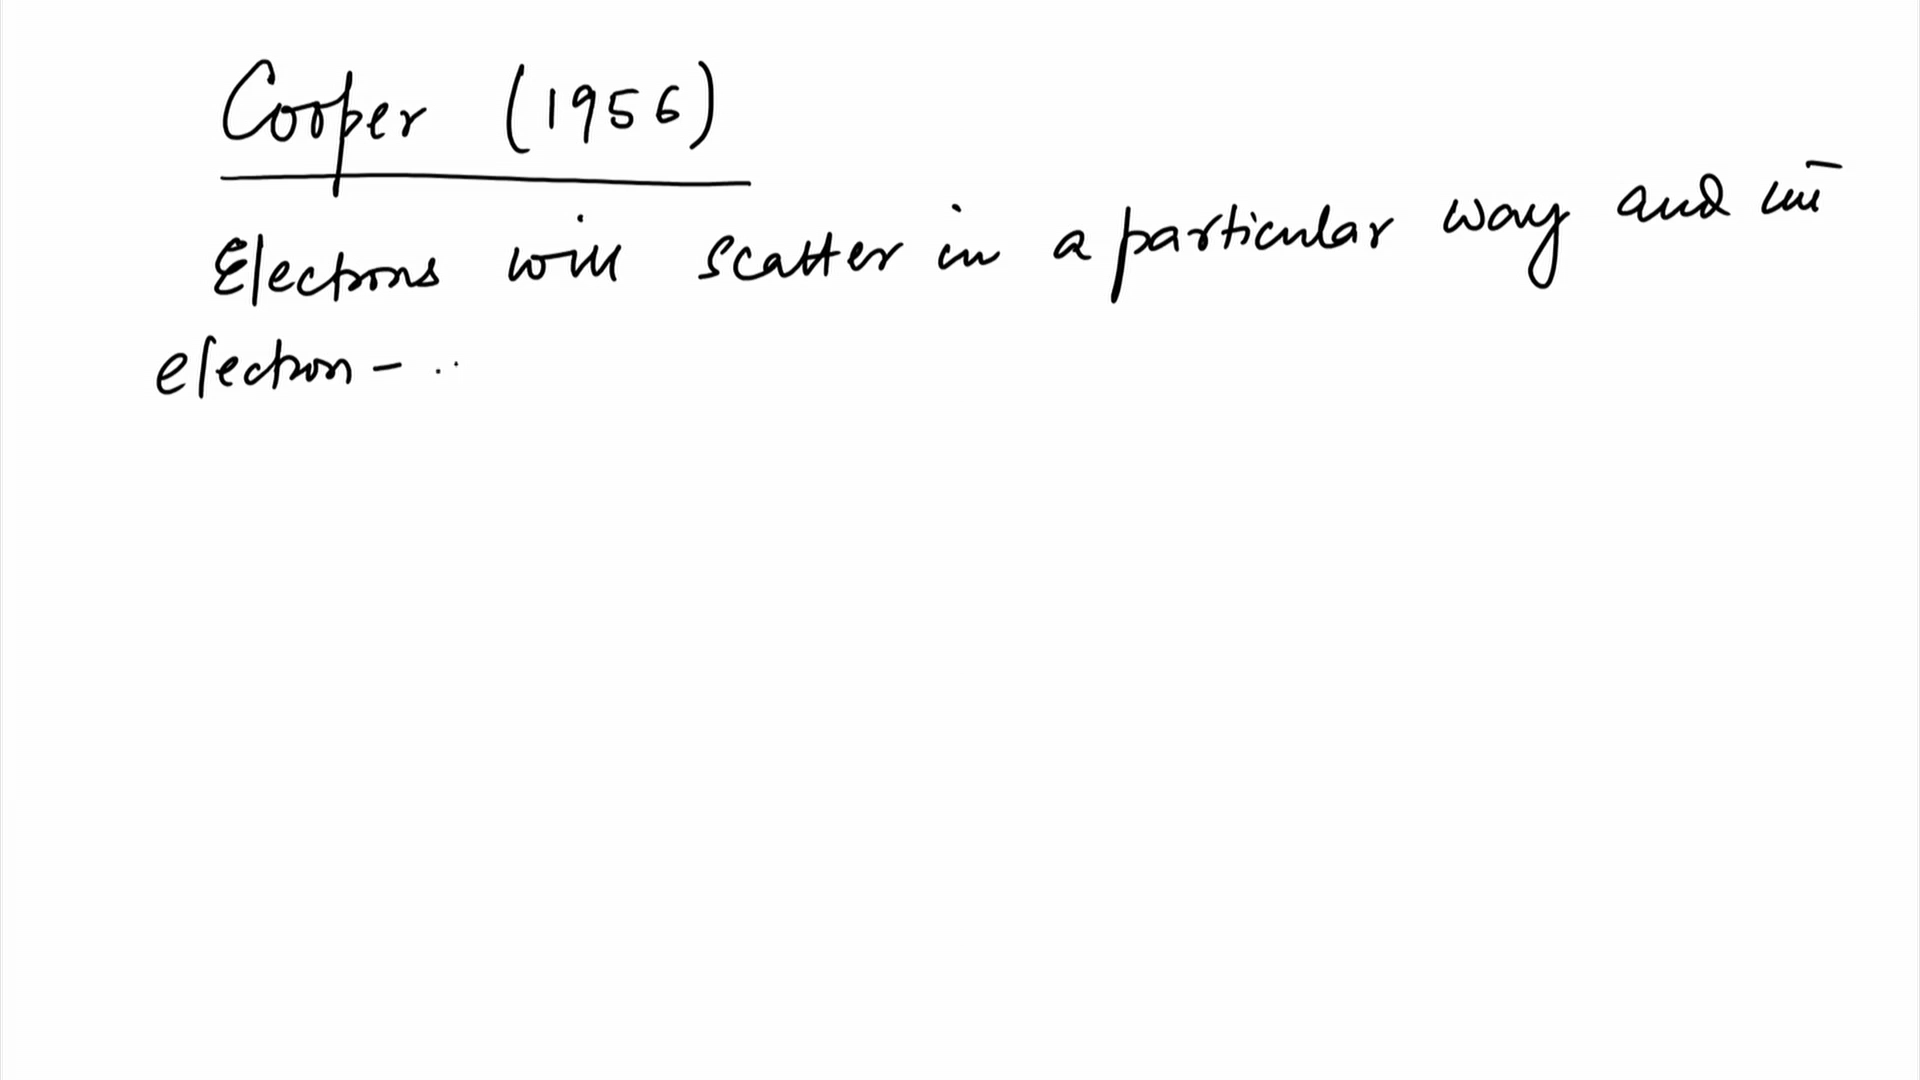 Cooper (1956)
Electrons will scatter in a particular way and
electron - ..